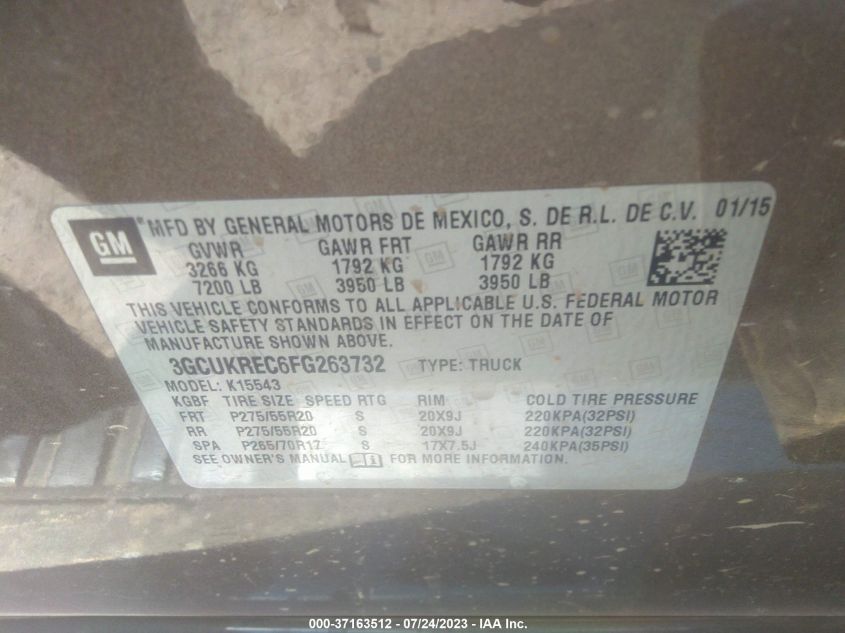 GM
® MFD BY GENERAL MOTORS DE MEXICO, S. DE R.L. DE C.V. 01/15
GVWR GAWR FRT GAWR RR
3266 KG 1792 KG 1792 KG
7200 LB 3950 LB 3950 LB
THIS VEHICLE CONFORMS TO ALL APPLICABLE U.S. FEDERAL MOTOR
VEHICLE SAFETY STANDARDS IN EFFECT ON THE DATE OF
MANUFACTURE SHOWN ABOVE.
3GCUKREC6FG263732 TYPE: TRUCK
MODEL: K15543
KGBF TIRE SIZE SPEED RTG RIM COLD TIRE PRESSURE
FRT P275/55R20 S 20X9J 220KPA(32PSI)
RR P275/55R20 S 20X9J 220KPA(32PSI)
SPA P265/70R17 S 17X7.5J 240KPA(35PSI)
SEE OWNER'S MANUAL FOR MORE INFORMATION.
000-37163512 / 07/24/2023 - IAA Inc.